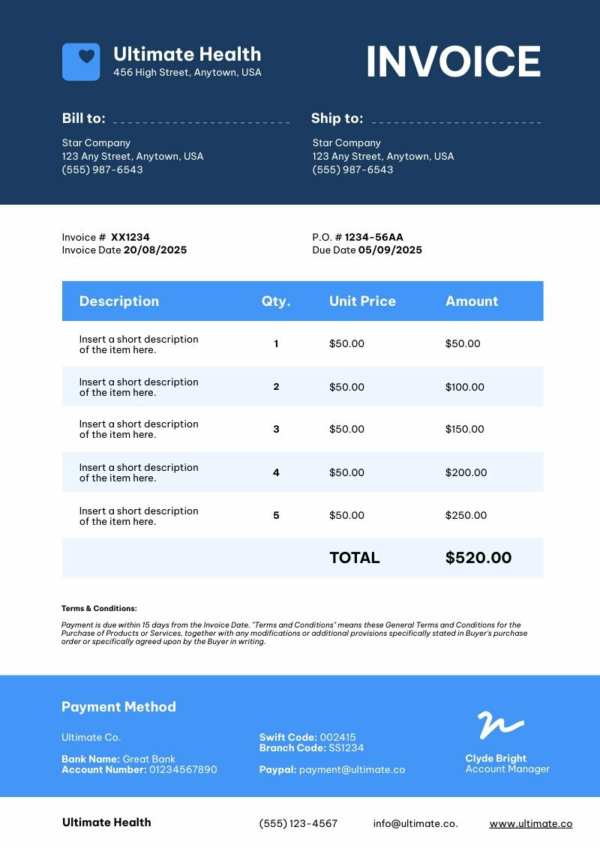 Ultimate Health
456 High Street, Anytown, USA
INVOICE
Bill to:
Star Company
123 Any Street, Anytown, USA
(555) 987-6543
Ship to:
Star Company
123 Any Street, Anytown, USA
(555) 987-6543
Invoice # XX1234
Invoice Date 20/08/2025
P.O. # 1234-56AA
Due Date 05/09/2025
Description Qty. Unit Price Amount
Insert a short description
of the item here.
1 $50.00 $50.00
Insert a short description
of the item here.
2 $50.00 $100.00
Insert a short description
of the item here.
3 $50.00 $150.00
Insert a short description
of the item here.
4 $50.00 $200.00
Insert a short description
of the item here.
5 $50.00 $250.00
TOTAL $520.00
Terms & Conditions:
Payment is due within 15 days from the Invoice Date. "Terms and Conditions" means these General Terms and Conditions for the
Purchase of Products or Services, together with any modifications or additional provisions specifically stated in Buyer's purchase
order or specifically agreed upon by the Buyer in writing.
Payment Method
Ultimate Co.
Bank Name: Great Bank
Account Number: 01234567890
Swift Code: 002415
Branch Code: SS1234
Paypal: payment@ultimate.co
Clyde Bright
Account Manager
Ultimate Health
(555) 123-4567
info@ultimate.co.
www.ultimate.co